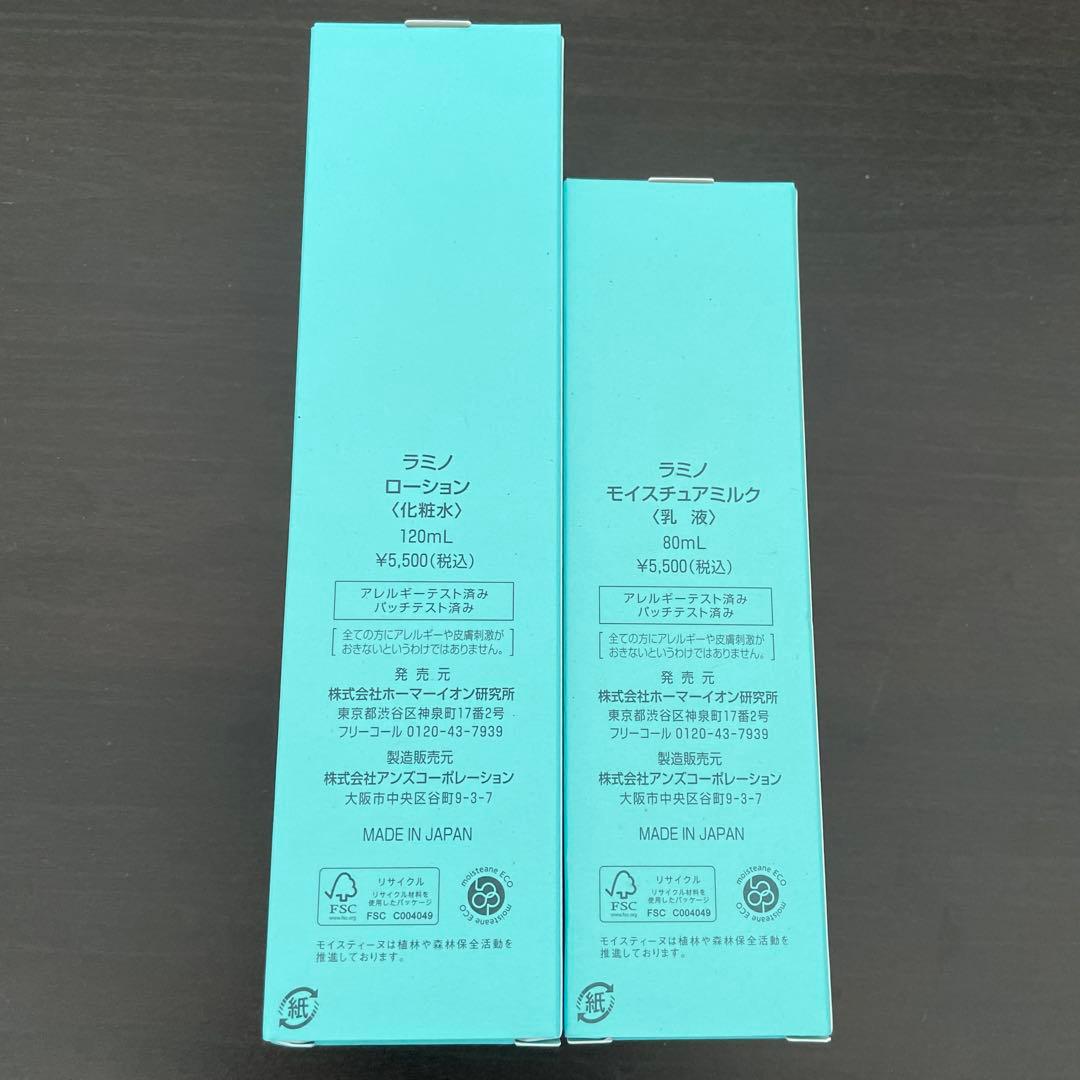 ラミノ
ローション
〈化粧水〉
120mL
¥5,500(税込)
アレルギーテスト済み
パッチテスト済み
全ての方にアレルギーや皮膚刺激が
おきないというわけではありません。
発売元
株式会社ホーマーイオン研究所
東京都渋谷区神泉町17番2号
フリーコール 0120-43-7939
製造販売元
株式会社アンズコーポレーション
大阪市中央区谷町9-3-7
MADE IN JAPAN
FSC
www.fsc.org
リサイクル
リサイクル材料を
使用したパッケージ
FSC C004049
moisteane ECO
moisteane ECO
モイスティーヌは植林や森林保全活動を
推進しております。
紙
ラミノ
モイスチュアミルク
〈乳 液〉
80mL
¥5,500(税込)
アレルギーテスト済み
パッチテスト済み
全ての方にアレルギーや皮膚刺激が
おきないというわけではありません。
発売元
株式会社ホーマーイオン研究所
東京都渋谷区神泉町17番2号
フリーコール 0120-43-7939
製造販売元
株式会社アンズコーポレーション
大阪市中央区谷町9-3-7
MADE IN JAPAN
FSC
www.fsc.org
リサイクル
リサイクル材料を
使用したパッケージ
FSC C004049
moisteane ECO
moisteane ECO
モイスティーヌは植林や森林保全活動を
推進しております。
紙